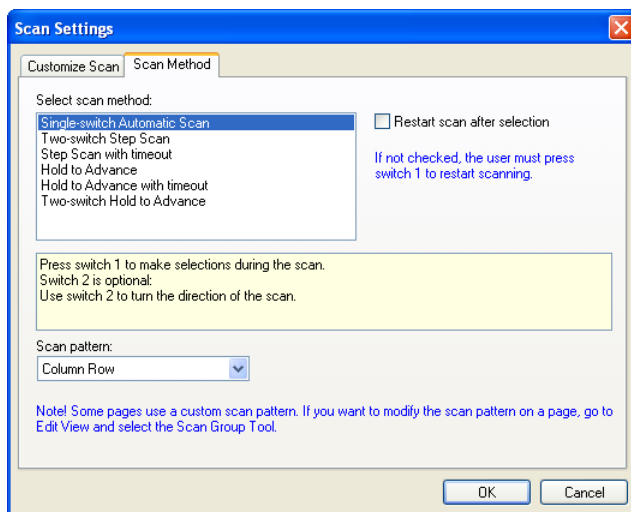 Scan Settings
Customize Scan
Scan Method
Select scan method:
Single-switch Automatic Scan
Two-switch Step Scan
Step Scan with timeout
Hold to Advance
Hold to Advance with timeout
Two-switch Hold to Advance
Restart scan after selection
If not checked, the user must press
switch 1 to restart scanning.
Press switch 1 to make selections during the scan.
Switch 2 is optional:
Use switch 2 to turn the direction of the scan.
Scan pattern:
Column Row
Note! Some pages use a custom scan pattern. If you want to modify the scan pattern on a page, go to
Edit View and select the Scan Group Tool.
OK
Cancel